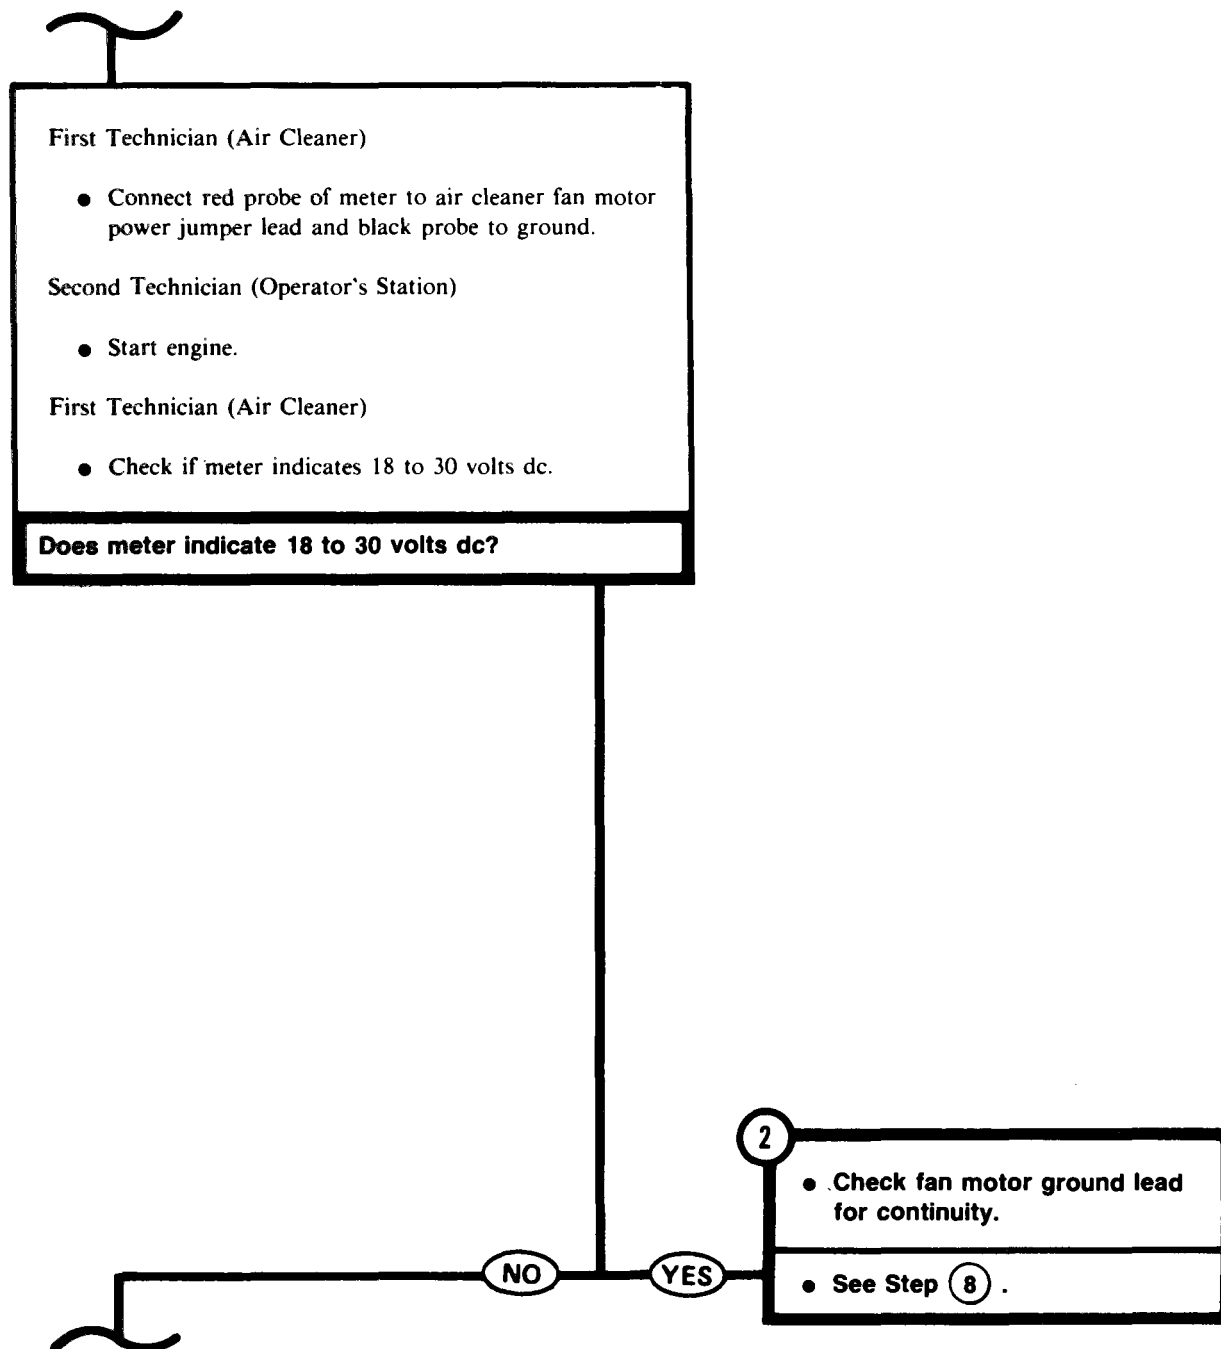 First Technician (Air Cleaner)
● Connect red probe of meter to air cleaner fan motor
power jumper lead and black probe to ground.
Second Technician (Operator's Station)
● Start engine.
First Technician (Air Cleaner)
● Check if meter indicates 18 to 30 volts dc.
Does meter indicate 18 to 30 volts dc?
2
● Check fan motor ground lead
for continuity.
NO
YES
● See Step 8 .